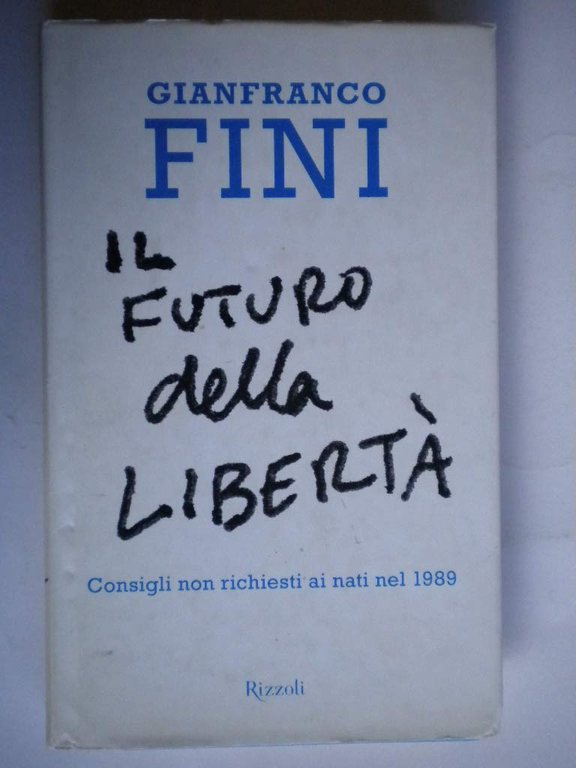 GIANFRANCO
FINI
IL
FUTURO
della
LIBERTÀ
Consigli non richiesti ai nati nel 1989
Rizzoli